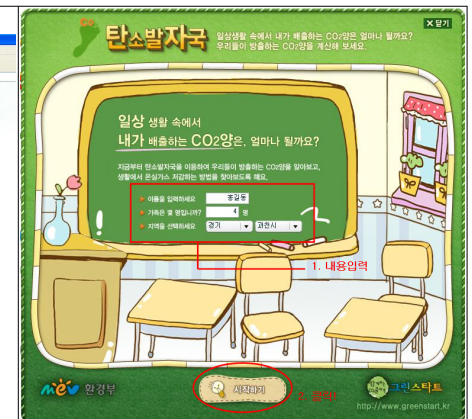 CO₂
탄소발자국
일상생활 속에서 내가 배출하는 CO2양은 얼마나 될까요?
우리들이 방출하는 CO2양을 계산해 보세요.
X 닫기
일상 생활 속에서
내가 배출하는 CO2양은, 얼마나 될까요?
지금부터 탄소발자국을 이용하여 우리들이 방출하는 CO2양을 알아보고,
생활에서 온실가스 저감하는 방법을 찾아보도록 해요.
이름을 입력하세요 홍길동
가족은 몇 명입니까? 4 명
지역을 선택하세요 경기 과천시
1. 내용입력
시작하기
me 환경부
그린스타트
http://www.greenstart.kr